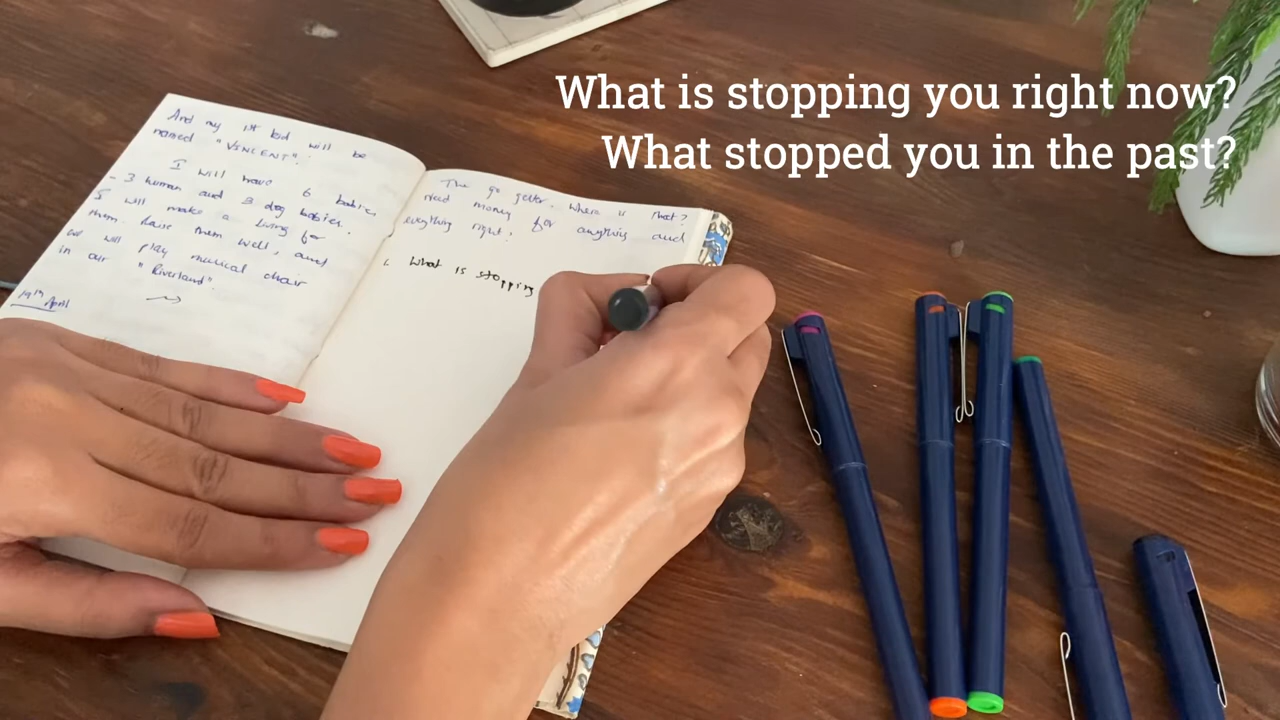 What is stopping you right now?
What stopped you in the past?
And my 1st kid will be
named "VINCENT".
I will have 6 babies
- 3 human and 3 dog babies.
I will make a living for
them raise them well, and
we will play musical chair
in our "Riverland".
19th April
The go getter. Where is that?
need money for anything and
everything right.
1. What is stopping